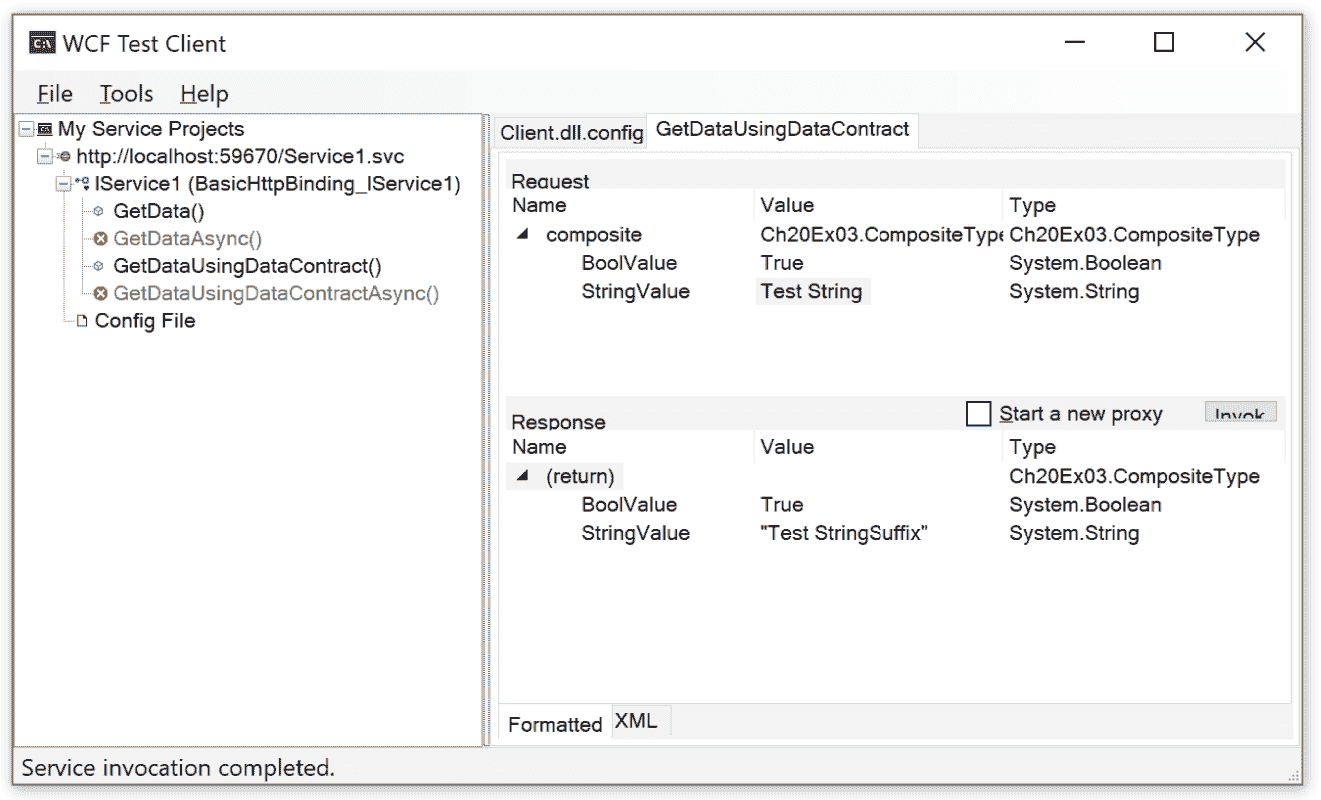 WCF Test Client
File Tools Help
My Service Projects
http://localhost:59670/Service1.svc
IService1 (BasicHttpBinding_IService1)
GetData()
GetDataAsync()
GetDataUsingDataContract()
GetDataUsingDataContractAsync()
Config File
Client.dll.config GetDataUsingDataContract
Request
Name Value Type
composite Ch20Ex03.CompositeType Ch20Ex03.CompositeType
BoolValue True System.Boolean
StringValue Test String System.String
Response Start a new proxy Invok
Name Value Type
(return) Ch20Ex03.CompositeType
BoolValue True System.Boolean
StringValue "Test StringSuffix" System.String
Formatted XML
Service invocation completed.